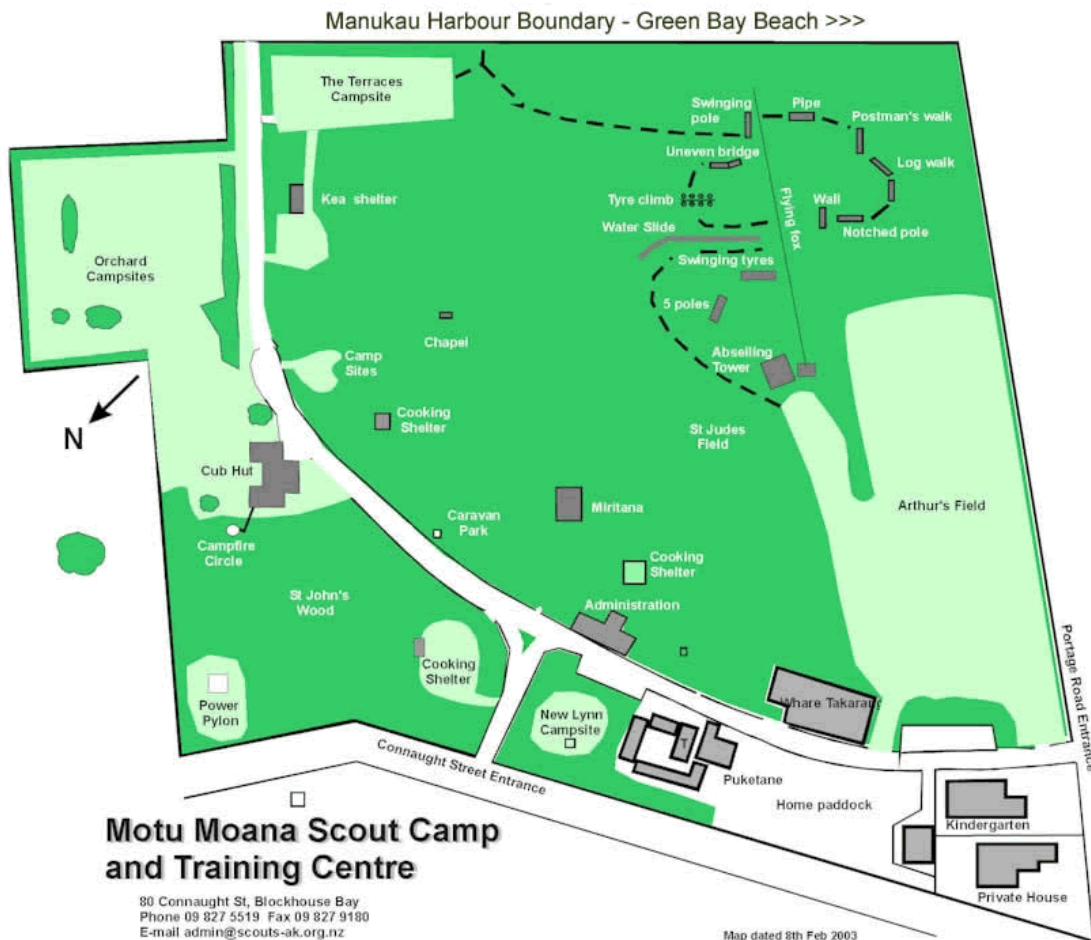 Manukau Harbour Boundary - Green Bay Beach >>>
The Terraces
Campsite
Swinging
pole
Pipe
Postman's walk
Uneven bridge
Log walk
Kea shelter
Tyre climb
Wall
Flying fox
Water Slide
Notched pole
Orchard
Campsites
Swinging tyres
5 poles
Chapel
Camp
Sites
Abseiling
Tower
N
Cooking
Shelter
St Judes
Field
Cub Hut
Arthur's Field
Miritana
Caravan
Park
Campfire
Circle
Cooking
Shelter
St John's
Wood
Administration
Portage Road Entrance
Cooking
Shelter
Power
Pylon
Whare Takarang
New Lynn
Campsite
T
Connaught Street Entrance
Puketane
Home paddock
Kindergarten
Motu Moana Scout Camp
and Training Centre
Private House
80 Connaught St, Blockhouse Bay
Phone 09 827 5519 Fax 09 827 9180
E-mail admin@scouts-ak.org.nz
Map dated 8th Feb 2003